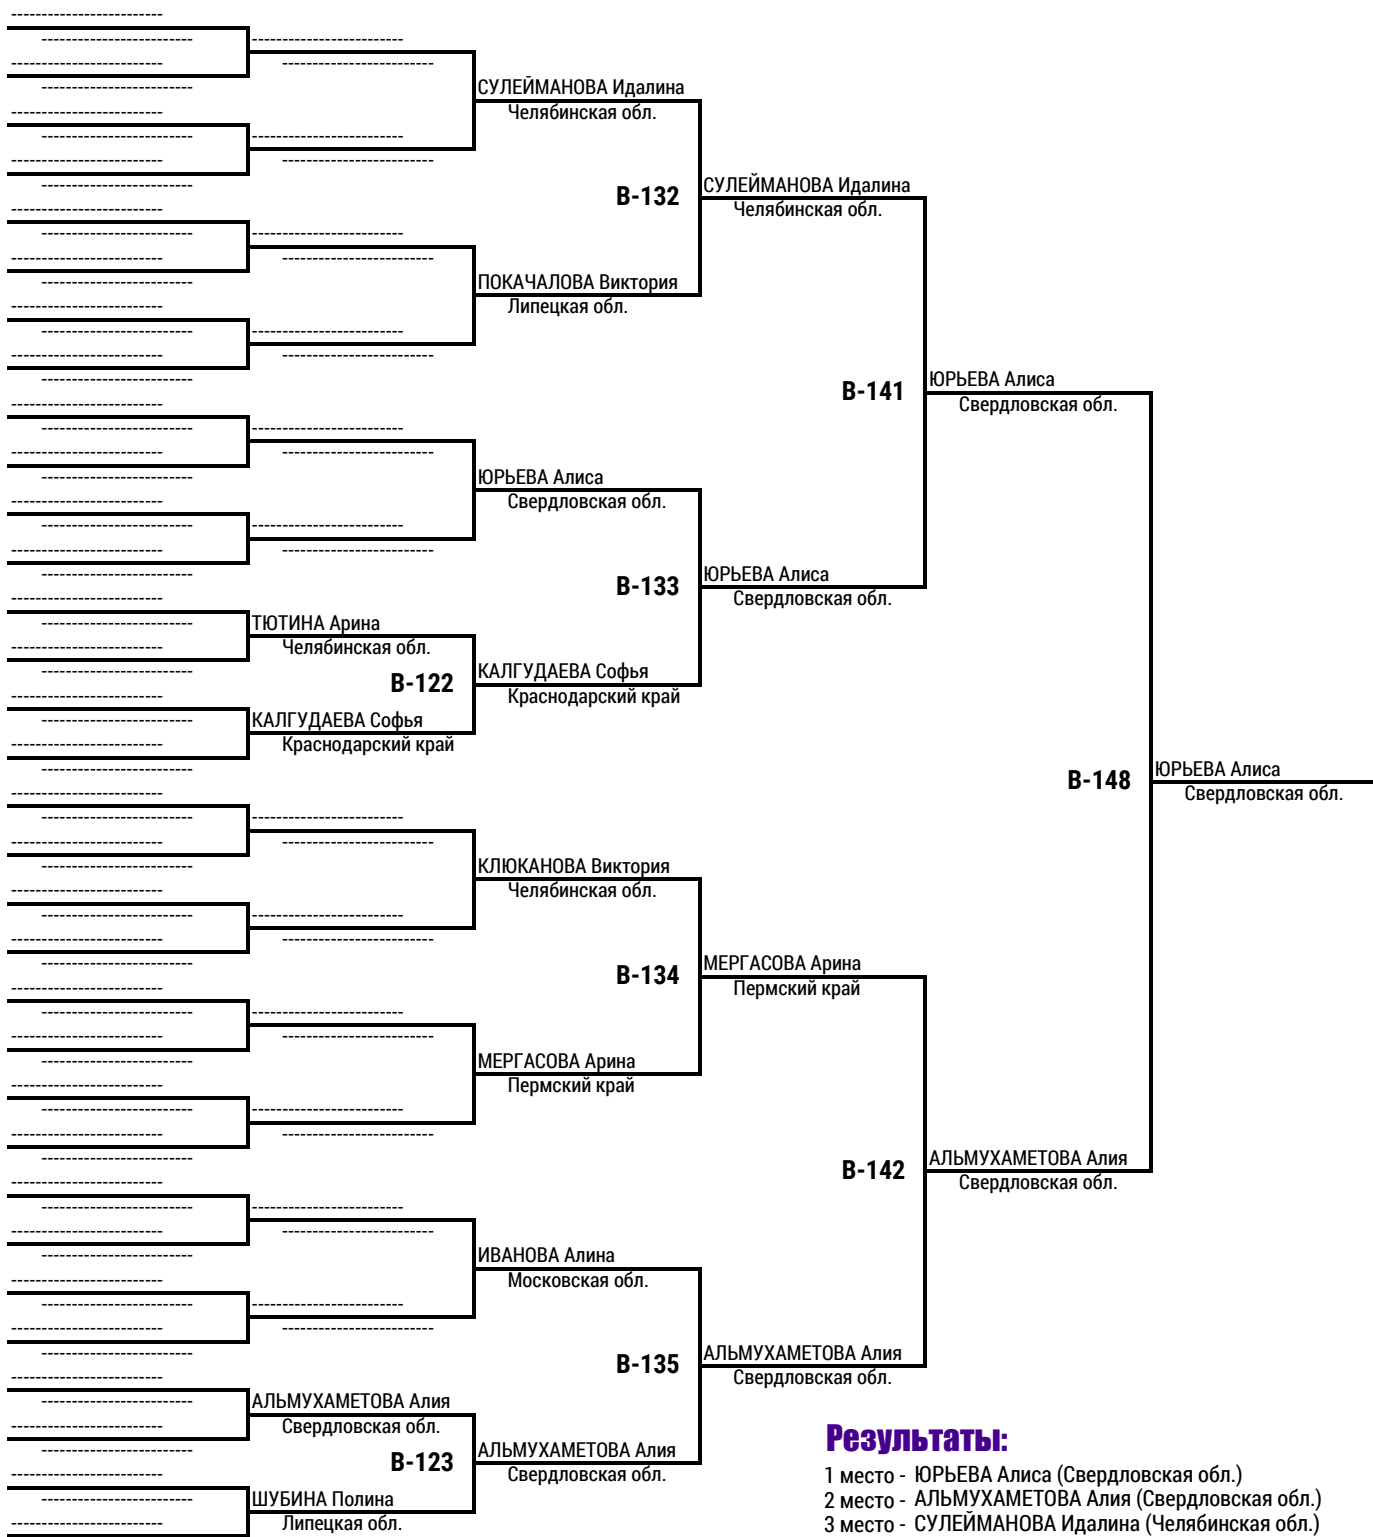 СУЛЕЙМАНОВА Идалина
Челябинская обл.
В-132
СУЛЕЙМАНОВА Идалина
Челябинская обл.
ПОКАЧАЛОВА Виктория
Липецкая обл.
В-141
ЮРЬЕВА Алиса
Свердловская обл.
ЮРЬЕВА Алиса
Свердловская обл.
В-133
ЮРЬЕВА Алиса
Свердловская обл.
ТЮТИНА Арина
Челябинская обл.
В-122
КАЛГУДАЕВА Софья
Краснодарский край
КАЛГУДАЕВА Софья
Краснодарский край
В-148
ЮРЬЕВА Алиса
Свердловская обл.
КЛЮКАНОВА Виктория
Челябинская обл.
В-134
МЕРГАСОВА Арина
Пермский край
МЕРГАСОВА Арина
Пермский край
В-142
АЛЬМУХАМЕТОВА Алия
Свердловская обл.
ИВАНОВА Алина
Московская обл.
В-135
АЛЬМУХАМЕТОВА Алия
Свердловская обл.
АЛЬМУХАМЕТОВА Алия
Свердловская обл.
В-123
АЛЬМУХАМЕТОВА Алия
Свердловская обл.
ШУБИНА Полина
Липецкая обл.
Результаты:
1 место - ЮРЬЕВА Алиса (Свердловская обл.)
2 место - АЛЬМУХАМЕТОВА Алия (Свердловская обл.)
3 место - СУЛЕЙМАНОВА Идалина (Челябинская обл.)